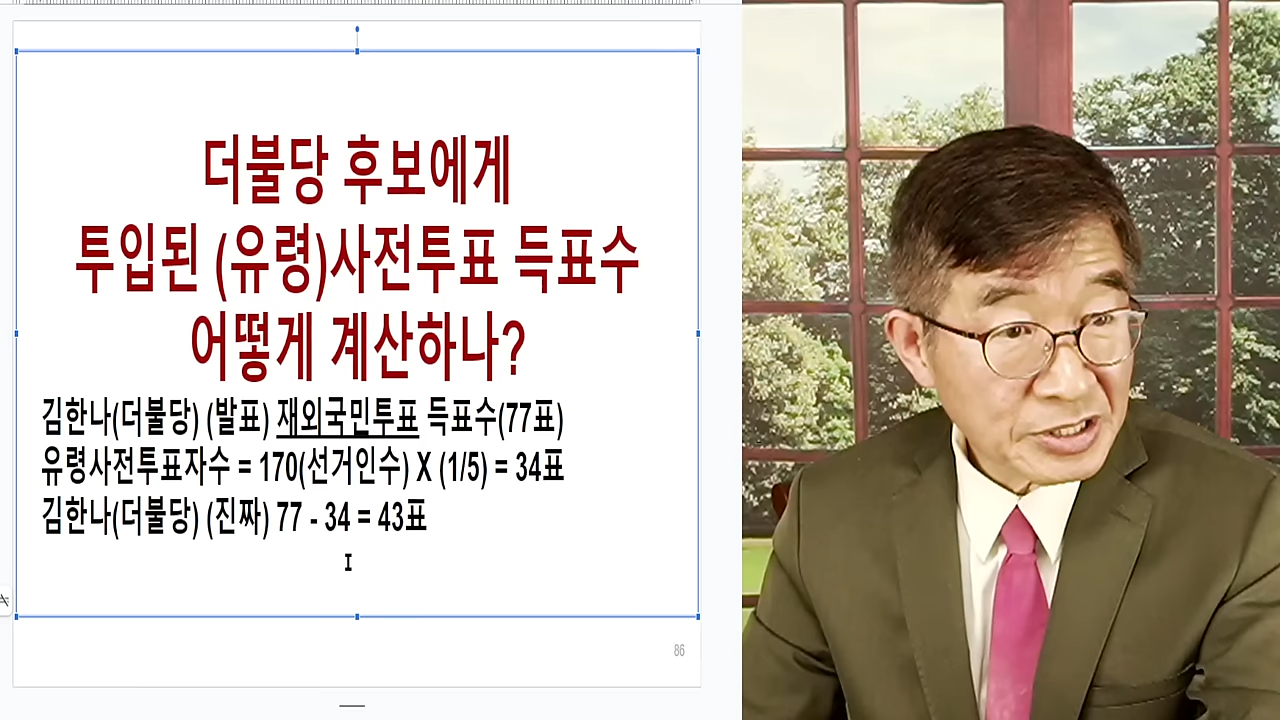 더불당 후보에게
투입된 (유령)사전투표 득표수
어떻게 계산하나?
김한나(더불당) (발표) 재외국민투표 득표수(77표)
유령사전투표자수 = 170(선거인수) X (1/5) = 34표
김한나(더불당) (진짜) 77 - 34 = 43표
86